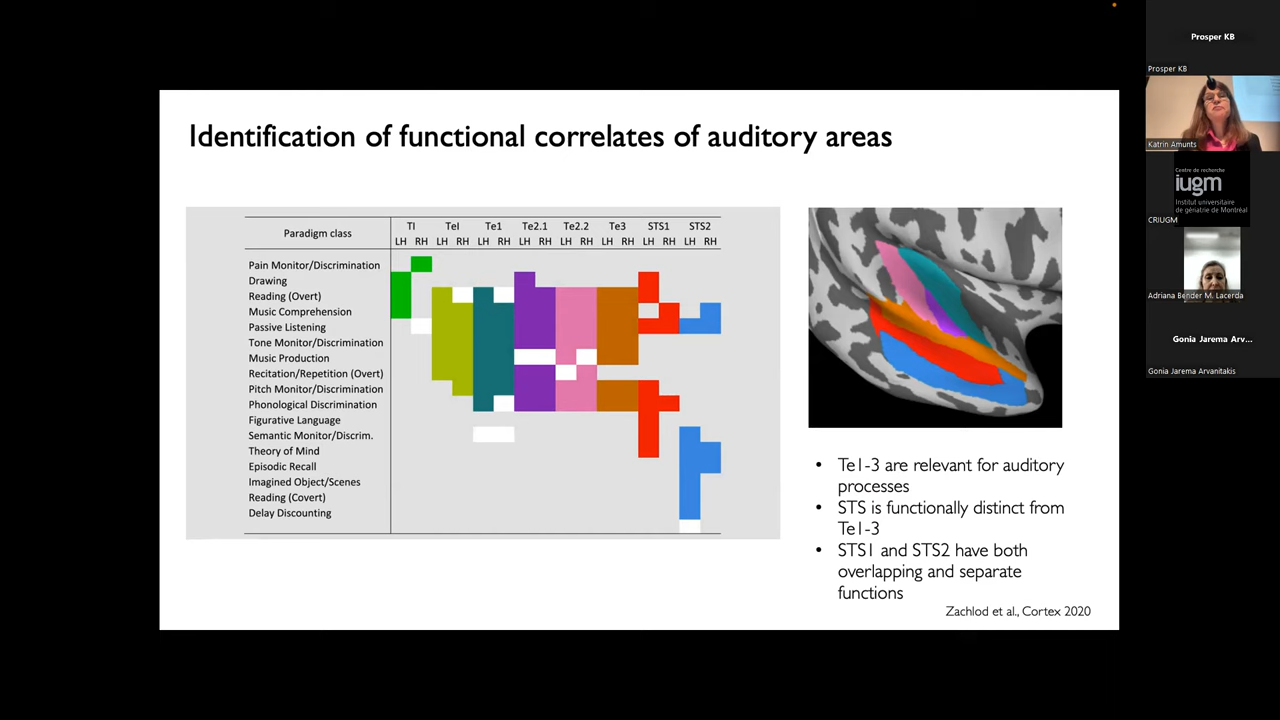 Identification of functional correlates of auditory areas
Paradigm class
TI TeI Te1 Te2.1 Te2.2 Te3 STS1 STS2
LH RH LH RH LH RH LH RH LH RH LH RH LH RH LH RH
Pain Monitor/Discrimination
Drawing
Reading (Overt)
Music Comprehension
Passive Listening
Tone Monitor/Discrimination
Music Production
Recitation/Repetition (Overt)
Pitch Monitor/Discrimination
Phonological Discrimination
Figurative Language
Semantic Monitor/Discrim.
Theory of Mind
Episodic Recall
Imagined Object/Scenes
Reading (Covert)
Delay Discounting
• Te1-3 are relevant for auditory
processes
• STS is functionally distinct from
Te1-3
• STS1 and STS2 have both
overlapping and separate
functions
Zachlod et al., Cortex 2020
Prosper KB
Prosper KB
Katrin Amunts
Centre de recherche
iugm
Institut universitaire
de gériatrie de Montréal
CRIUGM
Adriana Bender M. Lacerda
Gonia Jarema Arv...
Gonia Jarema Arvanitakis